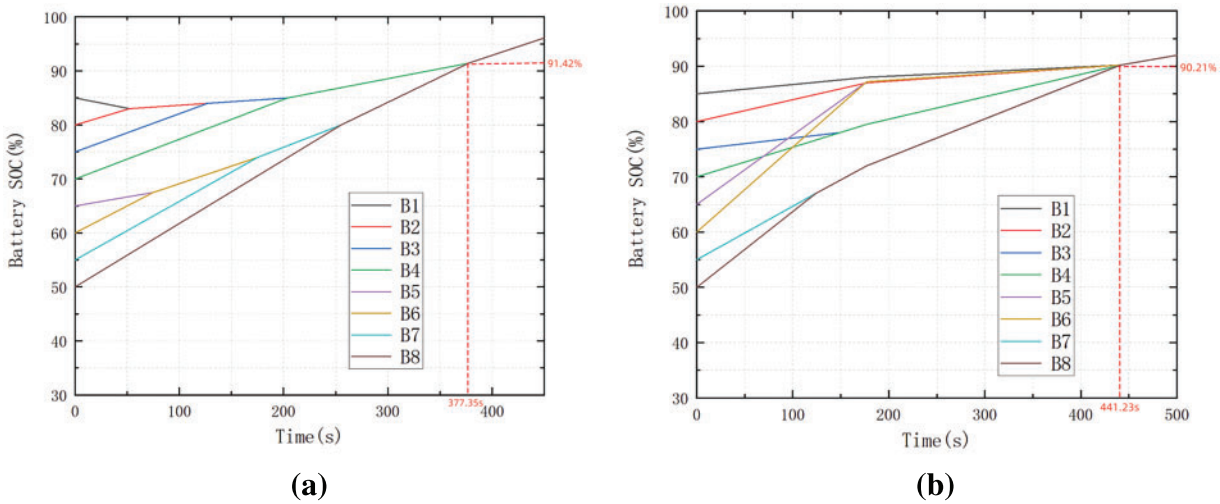 100
90
80
70
60
50
40
30
Battery SOC(%)
0
100
200
300
400
Time(s)
B1
B2
B3
B4
B5
B6
B7
B8
91.42%
377.35s
(a)
100
90
80
70
60
50
40
30
Battery SOC(%)
0
100
200
300
400
500
Time(s)
B1
B2
B3
B4
B5
B6
B7
B8
90.21%
441.23s
(b)